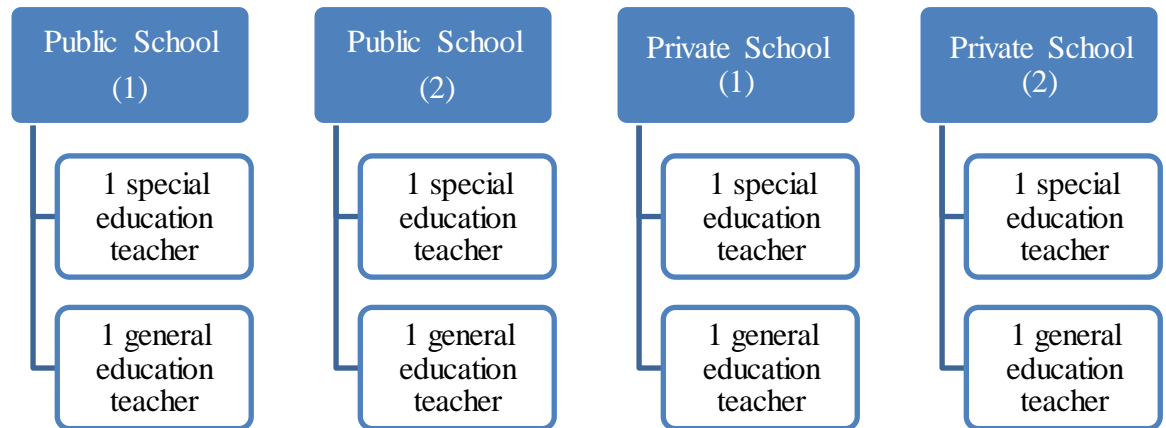 Public School
(1)
1 special
education
teacher
1 general
education
teacher
Public School
(2)
1 special
education
teacher
1 general
education
teacher
Private School
(1)
1 special
education
teacher
1 general
education
teacher
Private School
(2)
1 special
education
teacher
1 general
education
teacher